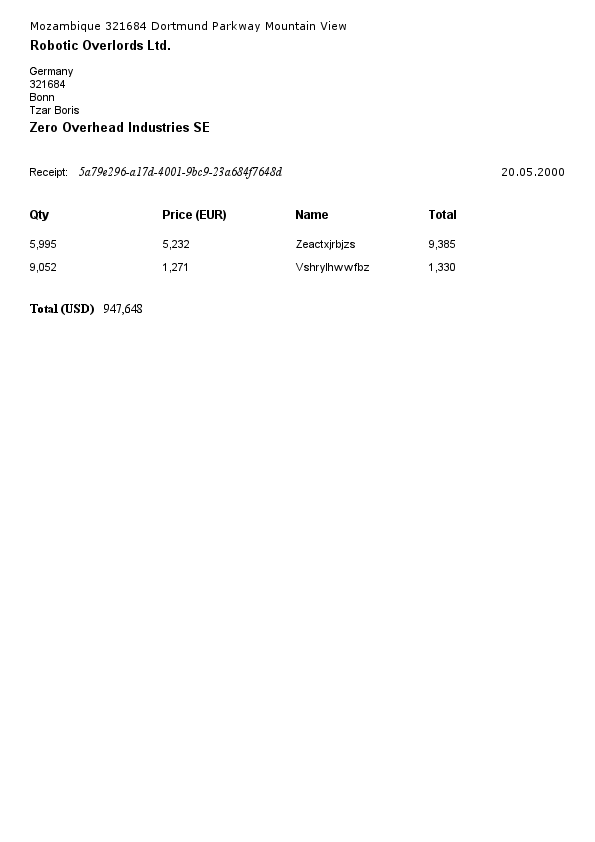 Mozambique 321684 Dortmund Parkway Mountain View
Robotic Overlords Ltd.
Germany
321684
Bonn
Tzar Boris
Zero Overhead Industries SE
Receipt: 5a79e296-a17d-4001-9bc9-23a684f7648d 20.05.2000
Qty Price (EUR) Name Total
5,995 5,232 Zeactxjrbjzs 9,385
9,052 1,271 Vshrylhwwfbz 1,330
Total (USD) 947,648